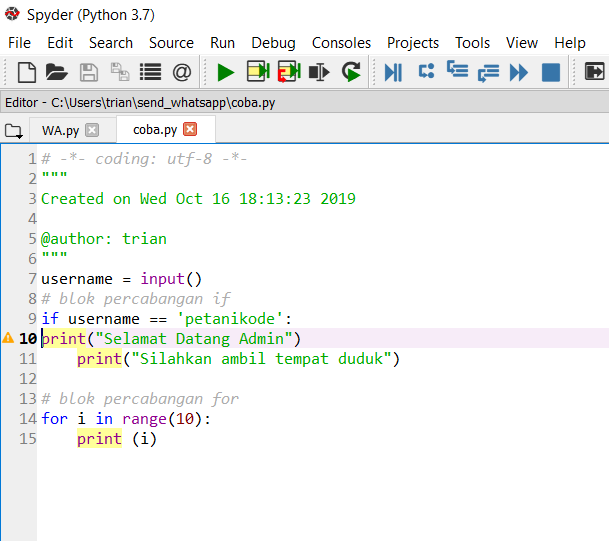 Spyder (Python 3.7)
File Edit Search Source Run Debug Consoles Projects Tools View Help
Editor - C:\Users\trian\send_whatsapp\coba.py
WA.py coba.py
1 # -*- coding: utf-8 -*-
2 """
3 Created on Wed Oct 16 18:13:23 2019
4
5 @author: trian
6 """
7 username = input()
8 # blok percabangan if
9 if username == 'petanikode':
10 print("Selamat Datang Admin")
11     print("Silahkan ambil tempat duduk")
12
13 # blok percabangan for
14 for i in range(10):
15     print (i)